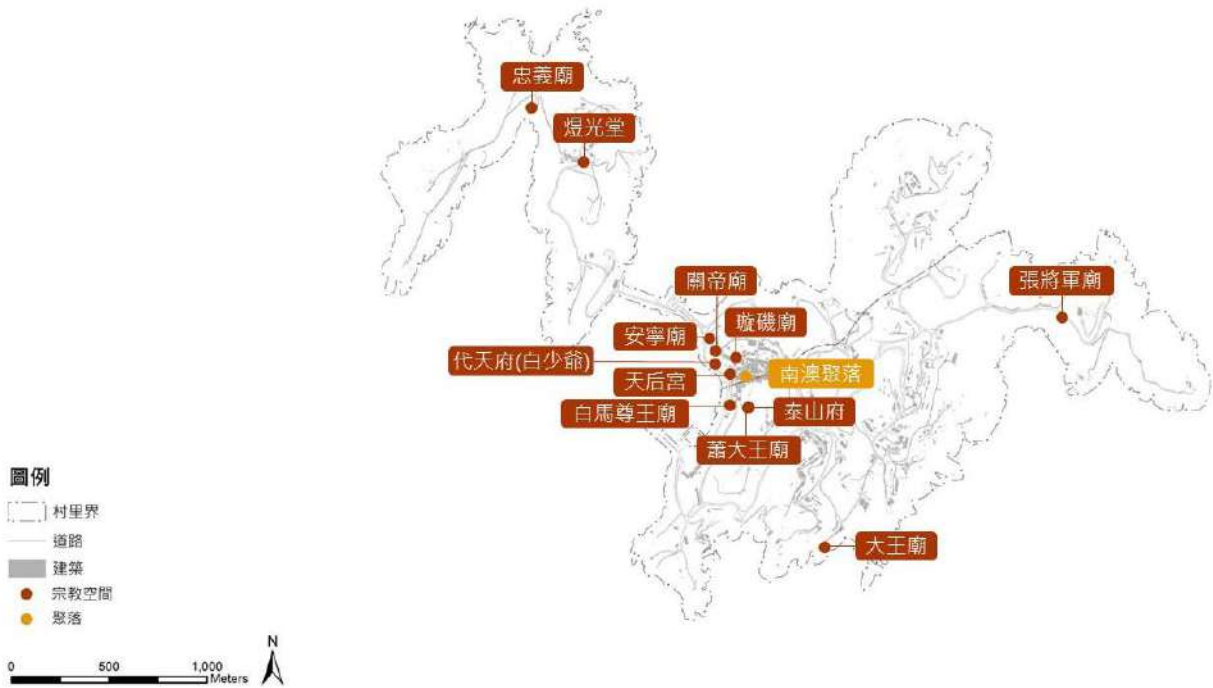 忠義廟
煜光堂
關帝廟
張將軍廟
璇磯廟
安寧廟
代天府(白少爺)
天后宮
南澳聚落
白馬尊王廟
泰山府
蕭大王廟
大王廟
圖例
村里界
道路
建築
宗教空間
聚落
N
0 500 1,000
Meters